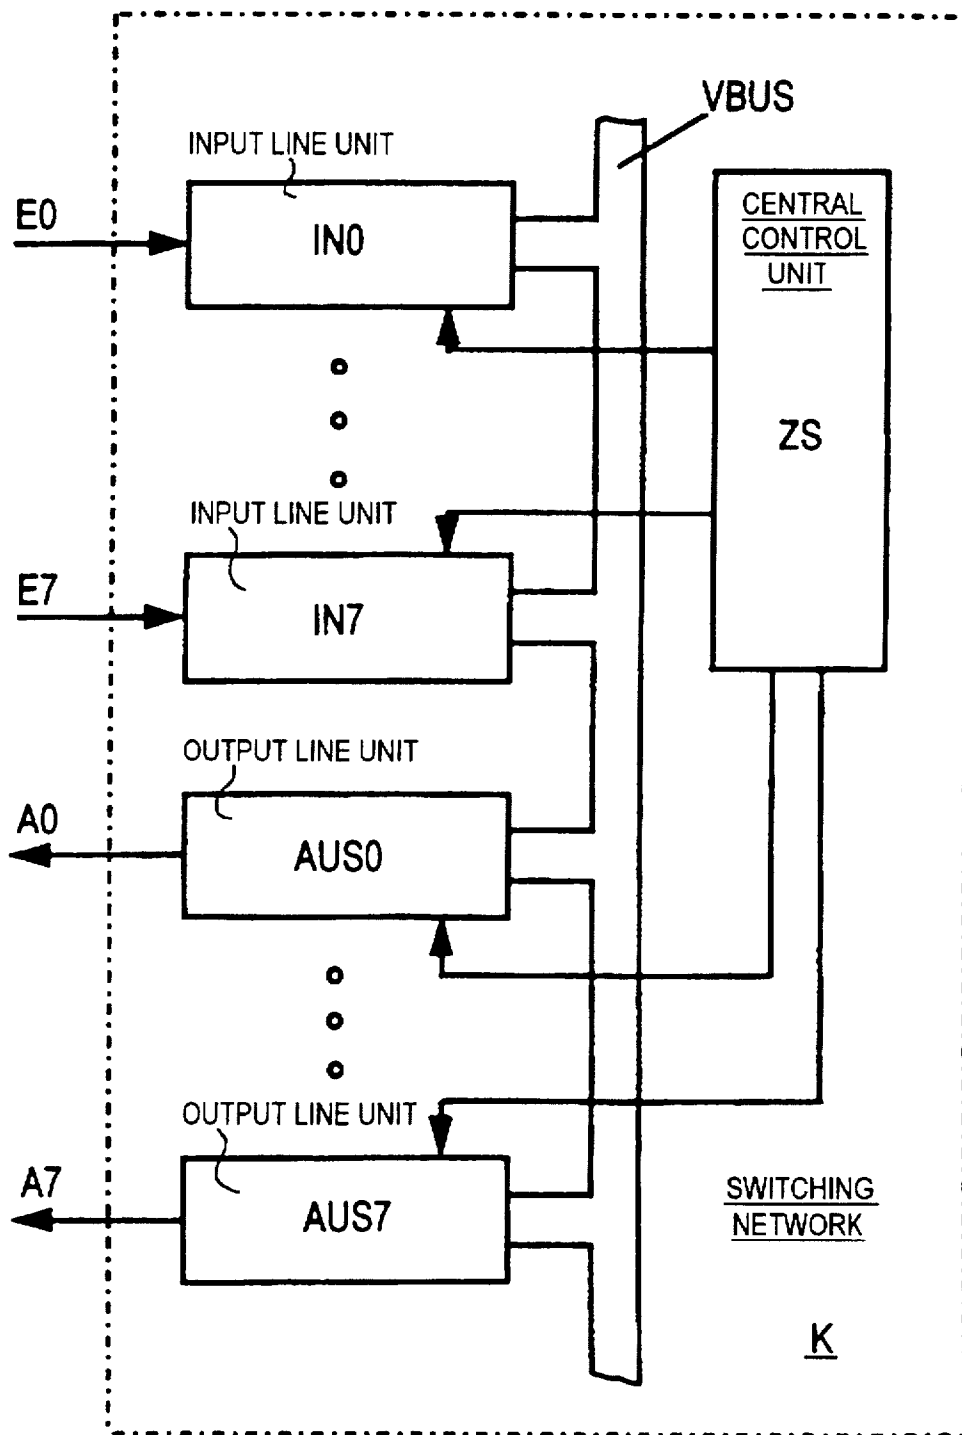 VBUS
INPUT LINE UNIT
E0
IN0
CENTRAL
CONTROL
UNIT
ZS
INPUT LINE UNIT
E7
IN7
OUTPUT LINE UNIT
A0
AUS0
OUTPUT LINE UNIT
A7
AUS7
SWITCHING
NETWORK
K